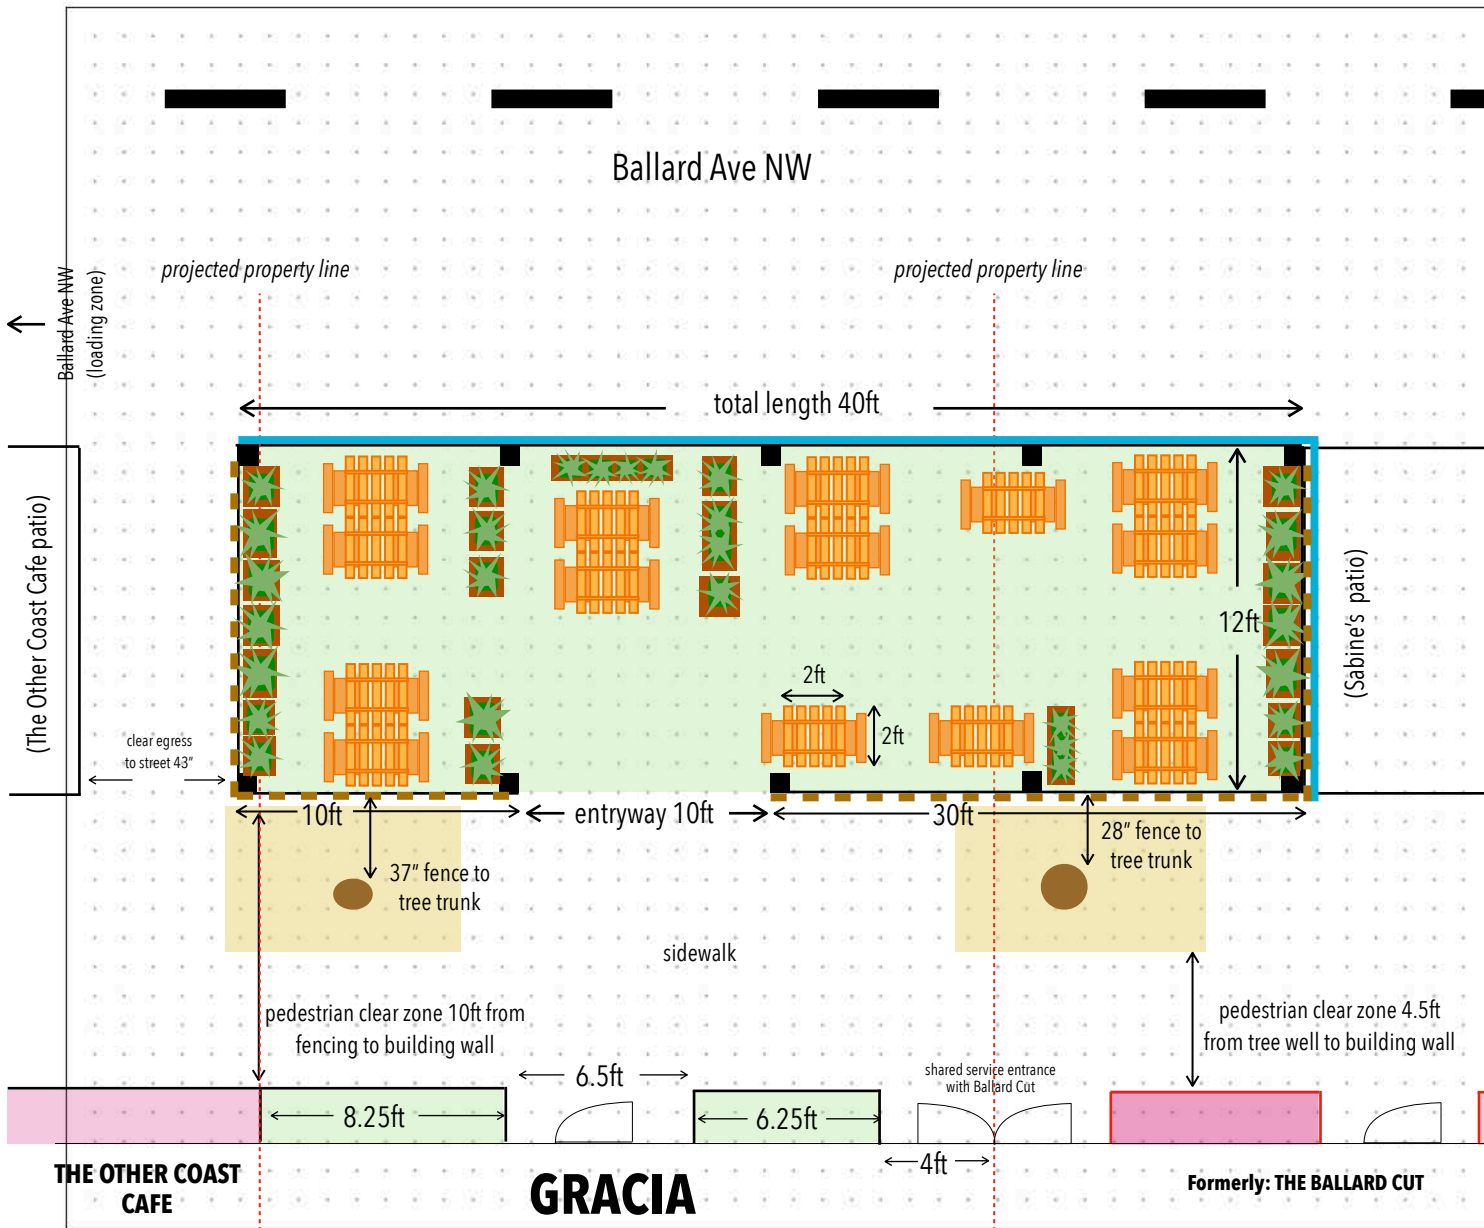 Ballard Ave NW
projected property line
projected property line
Ballard Ave NW
(loading zone)
total length 40ft
(The Other Coast Cafe patio)
12ft
(Sabine's patio)
2ft
2ft
clear egress
to street 43"
10ft
entryway 10ft
30ft
28" fence to
tree trunk
37" fence to
tree trunk
sidewalk
pedestrian clear zone 10ft from
fencing to building wall
pedestrian clear zone 4.5ft
from tree well to building wall
6.5ft
shared service entrance
with Ballard Cut
8.25ft
6.25ft
4ft
THE OTHER COAST
CAFE
GRACIA
Formerly: THE BALLARD CUT